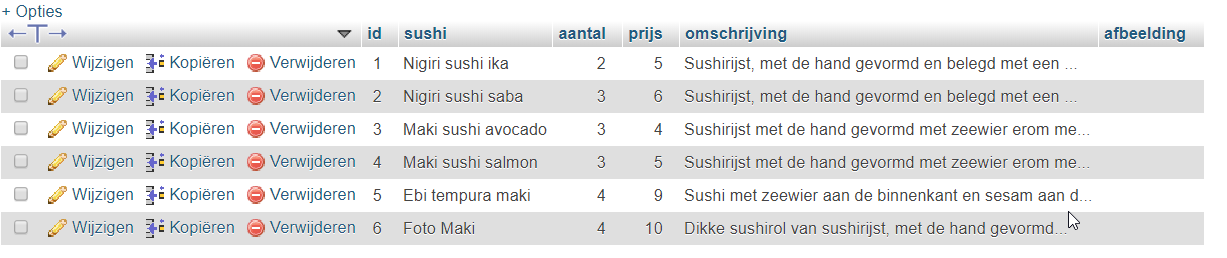 + Opties
←T→ id sushi aantal prijs omschrijving afbeelding
Wijzigen Kopiëren Verwijderen 1 Nigiri sushi ika 2 5 Sushirijst, met de hand gevormd en belegd met een ...
Wijzigen Kopiëren Verwijderen 2 Nigiri sushi saba 3 6 Sushirijst, met de hand gevormd en belegd met een ...
Wijzigen Kopiëren Verwijderen 3 Maki sushi avocado 3 4 Sushirijst met de hand gevormd met zeewier erom me...
Wijzigen Kopiëren Verwijderen 4 Maki sushi salmon 3 5 Sushirijst met de hand gevormd met zeewier erom me...
Wijzigen Kopiëren Verwijderen 5 Ebi tempura maki 4 9 Sushi met zeewier aan de binnenkant en sesam aan d...
Wijzigen Kopiëren Verwijderen 6 Foto Maki 4 10 Dikke sushirol van sushirijst, met de hand gevormd...